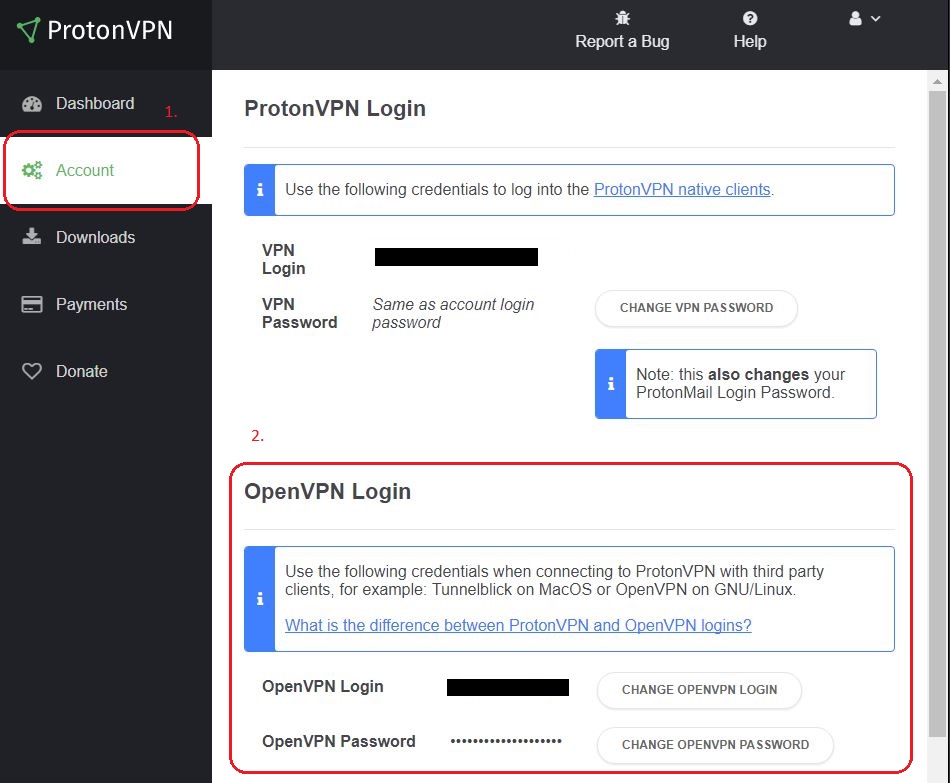 ProtonVPN
Report a Bug
Help
Dashboard
1.
Account
Downloads
Payments
Donate
ProtonVPN Login
Use the following credentials to log into the ProtonVPN native clients.
VPN
Login
VPN
Password
Same as account login
password
CHANGE VPN PASSWORD
Note: this also changes your
ProtonMail Login Password.
2.
OpenVPN Login
Use the following credentials when connecting to ProtonVPN with third party
clients, for example: Tunnelblick on MacOS or OpenVPN on GNU/Linux.
What is the difference between ProtonVPN and OpenVPN logins?
OpenVPN Login
CHANGE OPENVPN LOGIN
OpenVPN Password
••••••••••••••••••••
CHANGE OPENVPN PASSWORD